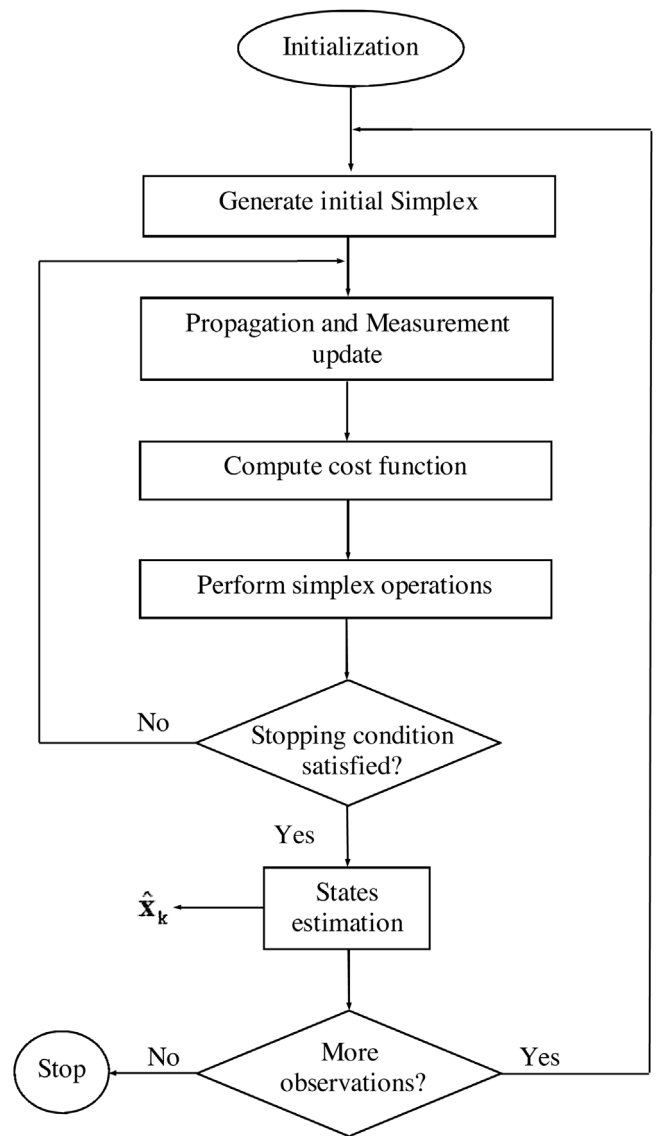 Initialization
Generate initial Simplex
Propagation and Measurement
update
Compute cost function
Perform simplex operations
No
Stopping condition
satisfied?
Yes
States
estimation
x̂ₖ
More
observations?
No
Yes
Stop